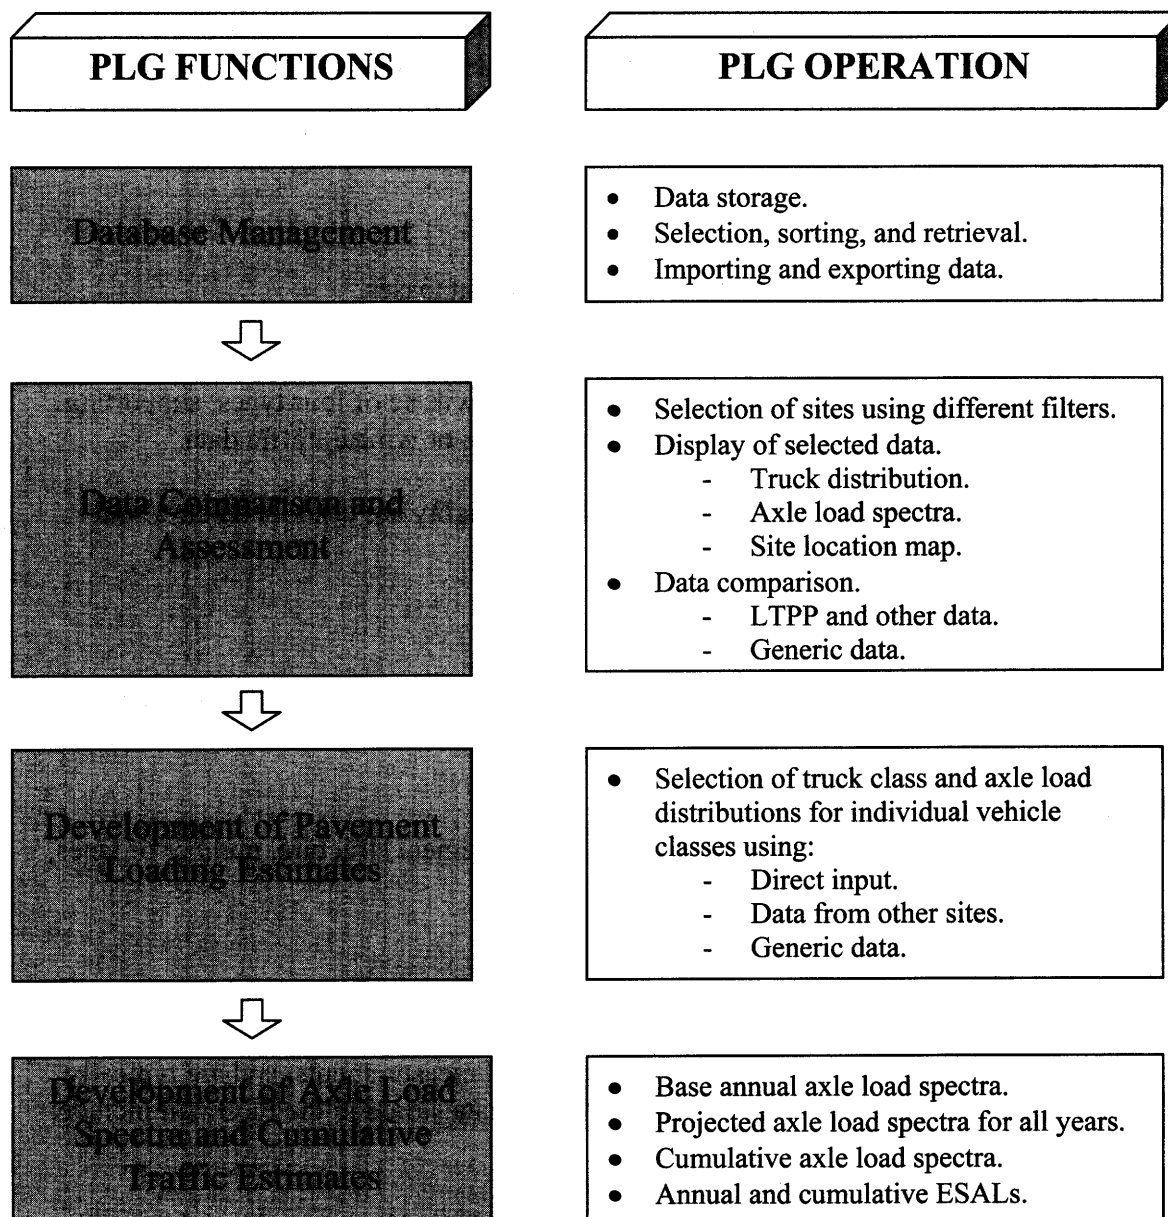 PLG FUNCTIONS
PLG OPERATION
Database Management
• Data storage.
• Selection, sorting, and retrieval.
• Importing and exporting data.
Data Comparison and
Assessment
• Selection of sites using different filters.
• Display of selected data.
- Truck distribution.
- Axle load spectra.
- Site location map.
• Data comparison.
- LTPP and other data.
- Generic data.
Development of Pavement
Loading Estimates
• Selection of truck class and axle load
distributions for individual vehicle
classes using:
- Direct input.
- Data from other sites.
- Generic data.
Development of Axle Load
Spectra and Cumulative
Traffic Estimates
• Base annual axle load spectra.
• Projected axle load spectra for all years.
• Cumulative axle load spectra.
• Annual and cumulative ESALs.